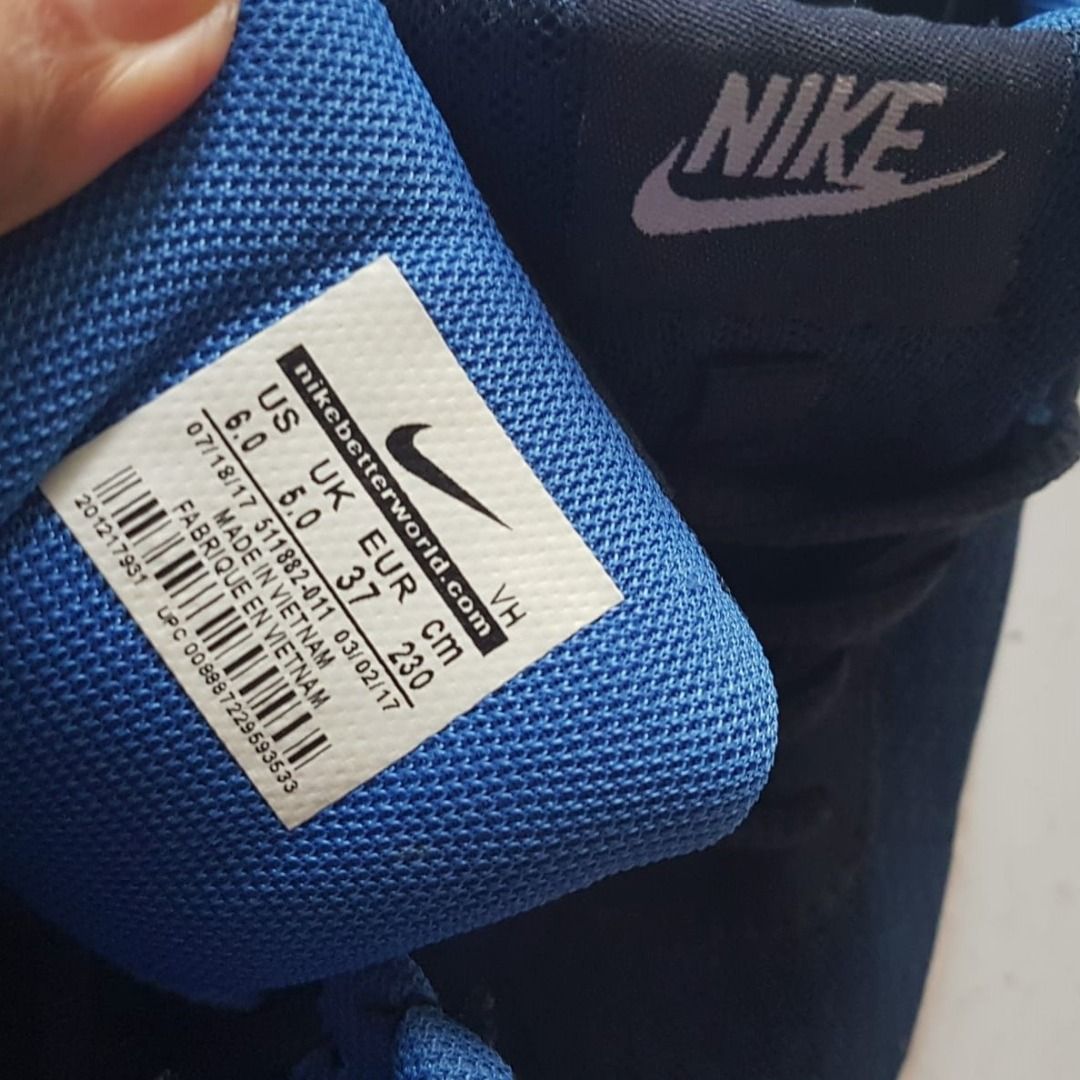 NIKE
nikebetterworld.com
VH
US UK EUR cm
6.0 5.0 37 230
07/18/17 511882-011 03/02/17
MADE IN VIETNAM
FABRIQUE EN VIETNAM
201217931 UPC 008887229593533